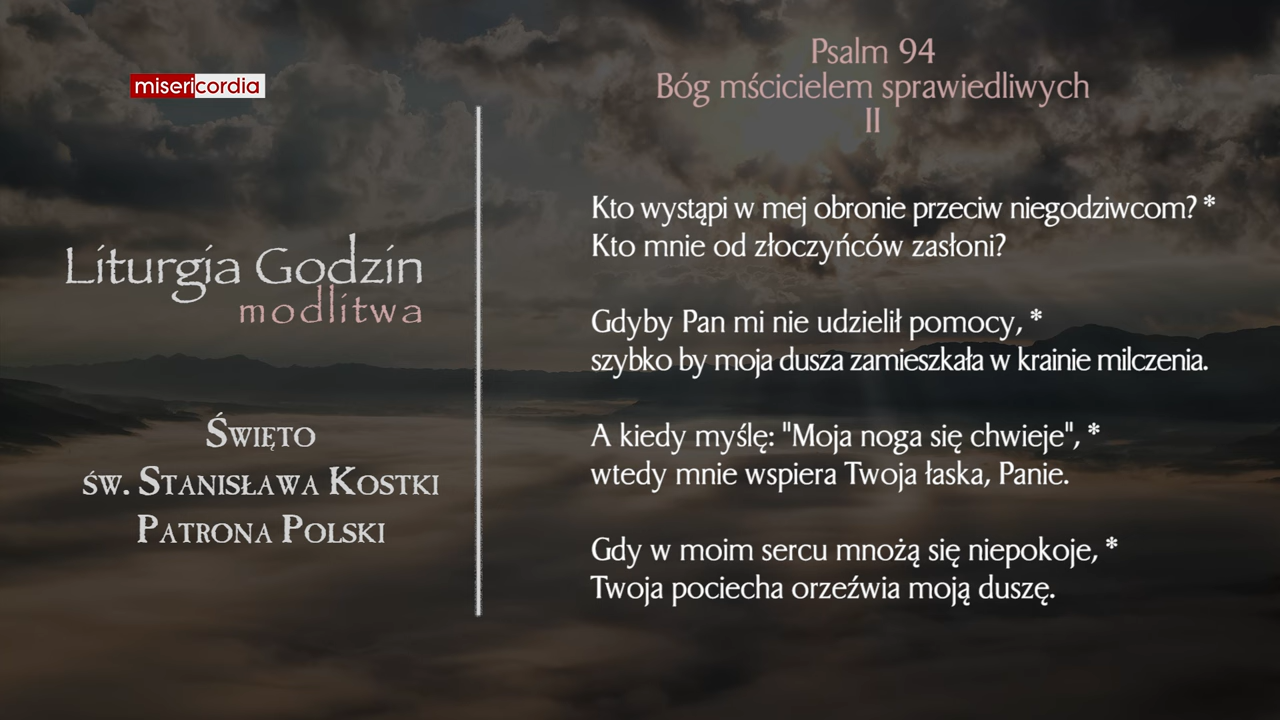 misericordia
Liturgia Godzin
modlitwa
Święto
św. Stanisława Kostki
Patrona Polski
Psalm 94
Bóg mścicielem sprawiedliwych
II
Kto wystąpi w mej obronie przeciw niegodziwcom? *
Kto mnie od złoczyńców zasłoni?
Gdyby Pan mi nie udzielił pomocy, *
szybko by moja dusza zamieszkała w krainie milczenia.
A kiedy myślę: "Moja noga się chwieje", *
wtedy mnie wspiera Twoja łaska, Panie.
Gdy w moim sercu mnożą się niepokoje, *
Twoja pociecha orzeźwia moją duszę.